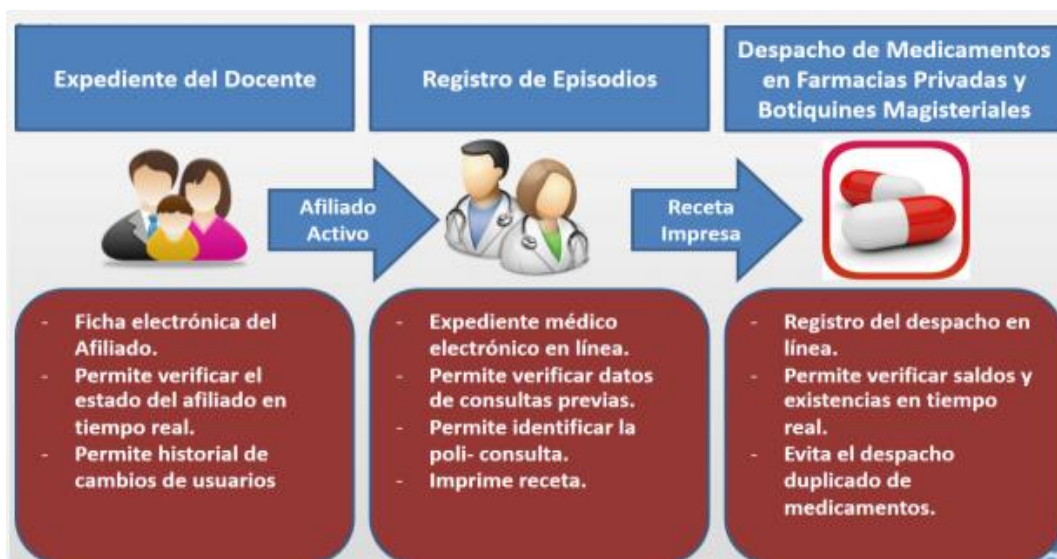 Expediente del Docente
Registro de Episodios
Despacho de Medicamentos
en Farmacias Privadas y
Botiquines Magisteriales
Afiliado
Activo
Receta
Impresa
- Ficha electrónica del
Afiliado.
- Permite verificar el
estado del afiliado en
tiempo real.
- Permite historial de
cambios de usuarios
- Expediente médico
electrónico en línea.
- Permite verificar datos
de consultas previas.
- Permite identificar la
poli- consulta.
- Imprime receta.
- Registro del despacho en
línea.
- Permite verificar saldos y
existencias en tiempo
real.
- Evita el despacho
duplicado de
medicamentos.